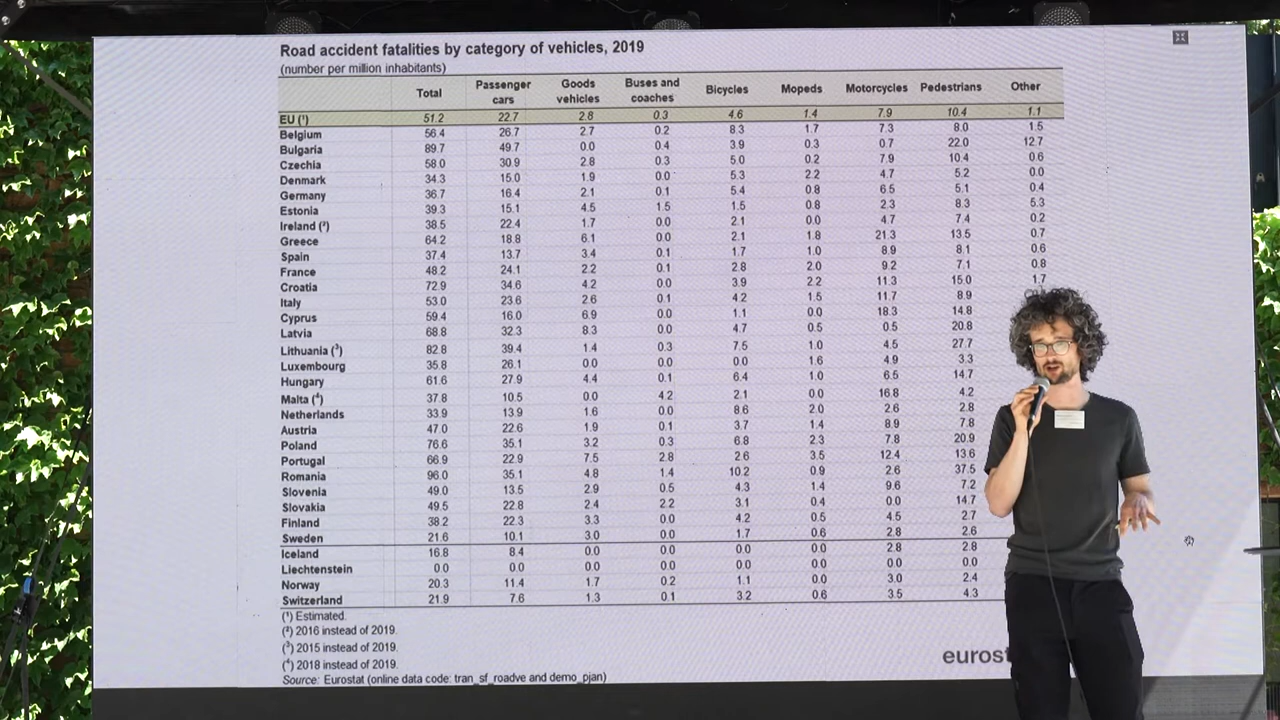 Road accident fatalities by category of vehicles, 2019
(number per million inhabitants)
Total Passenger cars Goods vehicles Buses and coaches Bicycles Mopeds Motorcycles Pedestrians Other
EU (¹) 51.2 22.7 2.8 0.3 4.6 1.4 7.9 10.4 1.1
Belgium 56.4 26.7 2.7 0.2 8.3 1.7 7.3 8.0 1.5
Bulgaria 89.7 49.7 0.0 0.4 3.9 0.3 0.7 22.0 12.7
Czechia 58.0 30.9 2.8 0.3 5.0 0.2 7.9 10.4 0.6
Denmark 34.3 15.0 1.9 0.0 5.3 2.2 4.7 5.2 0.0
Germany 36.7 16.4 2.1 0.1 5.4 0.8 6.5 5.1 0.4
Estonia 39.3 15.1 4.5 1.5 1.5 0.8 2.3 8.3 5.3
Ireland (²) 38.5 22.4 1.7 0.0 2.1 0.0 4.7 7.4 0.2
Greece 64.2 18.8 6.1 0.0 2.1 1.8 21.3 13.5 0.7
Spain 37.4 13.7 3.4 0.1 1.7 1.0 8.9 8.1 0.6
France 48.2 24.1 2.2 0.1 2.8 2.0 9.2 7.1 0.8
Croatia 72.9 34.6 4.2 0.0 3.9 2.2 11.3 15.0 1.7
Italy 53.0 23.6 2.6 0.1 4.2 1.5 11.7 8.9
Cyprus 59.4 16.0 6.9 0.0 1.1 0.0 18.3 14.8
Latvia 68.8 32.3 8.3 0.0 4.7 0.5 0.5 20.8
Lithuania (³) 82.8 39.4 1.4 0.3 7.5 1.0 4.5 27.7
Luxembourg 35.8 26.1 0.0 0.0 0.0 1.6 4.9 3.3
Hungary 61.6 27.9 4.4 0.1 6.4 1.0 6.5 14.7
Malta (⁴) 37.8 10.5 0.0 4.2 2.1 0.0 16.8 4.2
Netherlands 33.9 13.9 1.6 0.0 8.6 2.0 2.6 2.8
Austria 47.0 22.6 1.9 0.1 3.7 1.4 8.9 7.8
Poland 76.6 35.1 3.2 0.3 6.8 2.3 7.8 20.9
Portugal 66.9 22.9 7.5 2.8 2.6 3.5 12.4 13.6
Romania 96.0 35.1 4.8 1.4 10.2 0.9 2.6 37.5
Slovenia 49.0 13.5 2.9 0.5 4.3 1.4 9.6 7.2
Slovakia 49.5 22.8 2.4 2.2 3.1 0.4 0.0 14.7
Finland 38.2 22.3 3.3 0.0 4.2 0.5 4.5 2.7
Sweden 21.6 10.1 3.0 0.0 1.7 0.6 2.8 2.6
Iceland 16.8 8.4 0.0 0.0 0.0 0.0 2.8 2.8
Liechtenstein 0.0 0.0 0.0 0.0 0.0 0.0 0.0 0.0
Norway 20.3 11.4 1.7 0.2 1.1 0.0 3.0 2.4
Switzerland 21.9 7.6 1.3 0.1 3.2 0.6 3.5 4.3
(¹) Estimated.
(²) 2016 instead of 2019.
(³) 2015 instead of 2019.
(⁴) 2018 instead of 2019.
Source: Eurostat (online data code: tran_sf_roadve and demo_pjan)
eurost